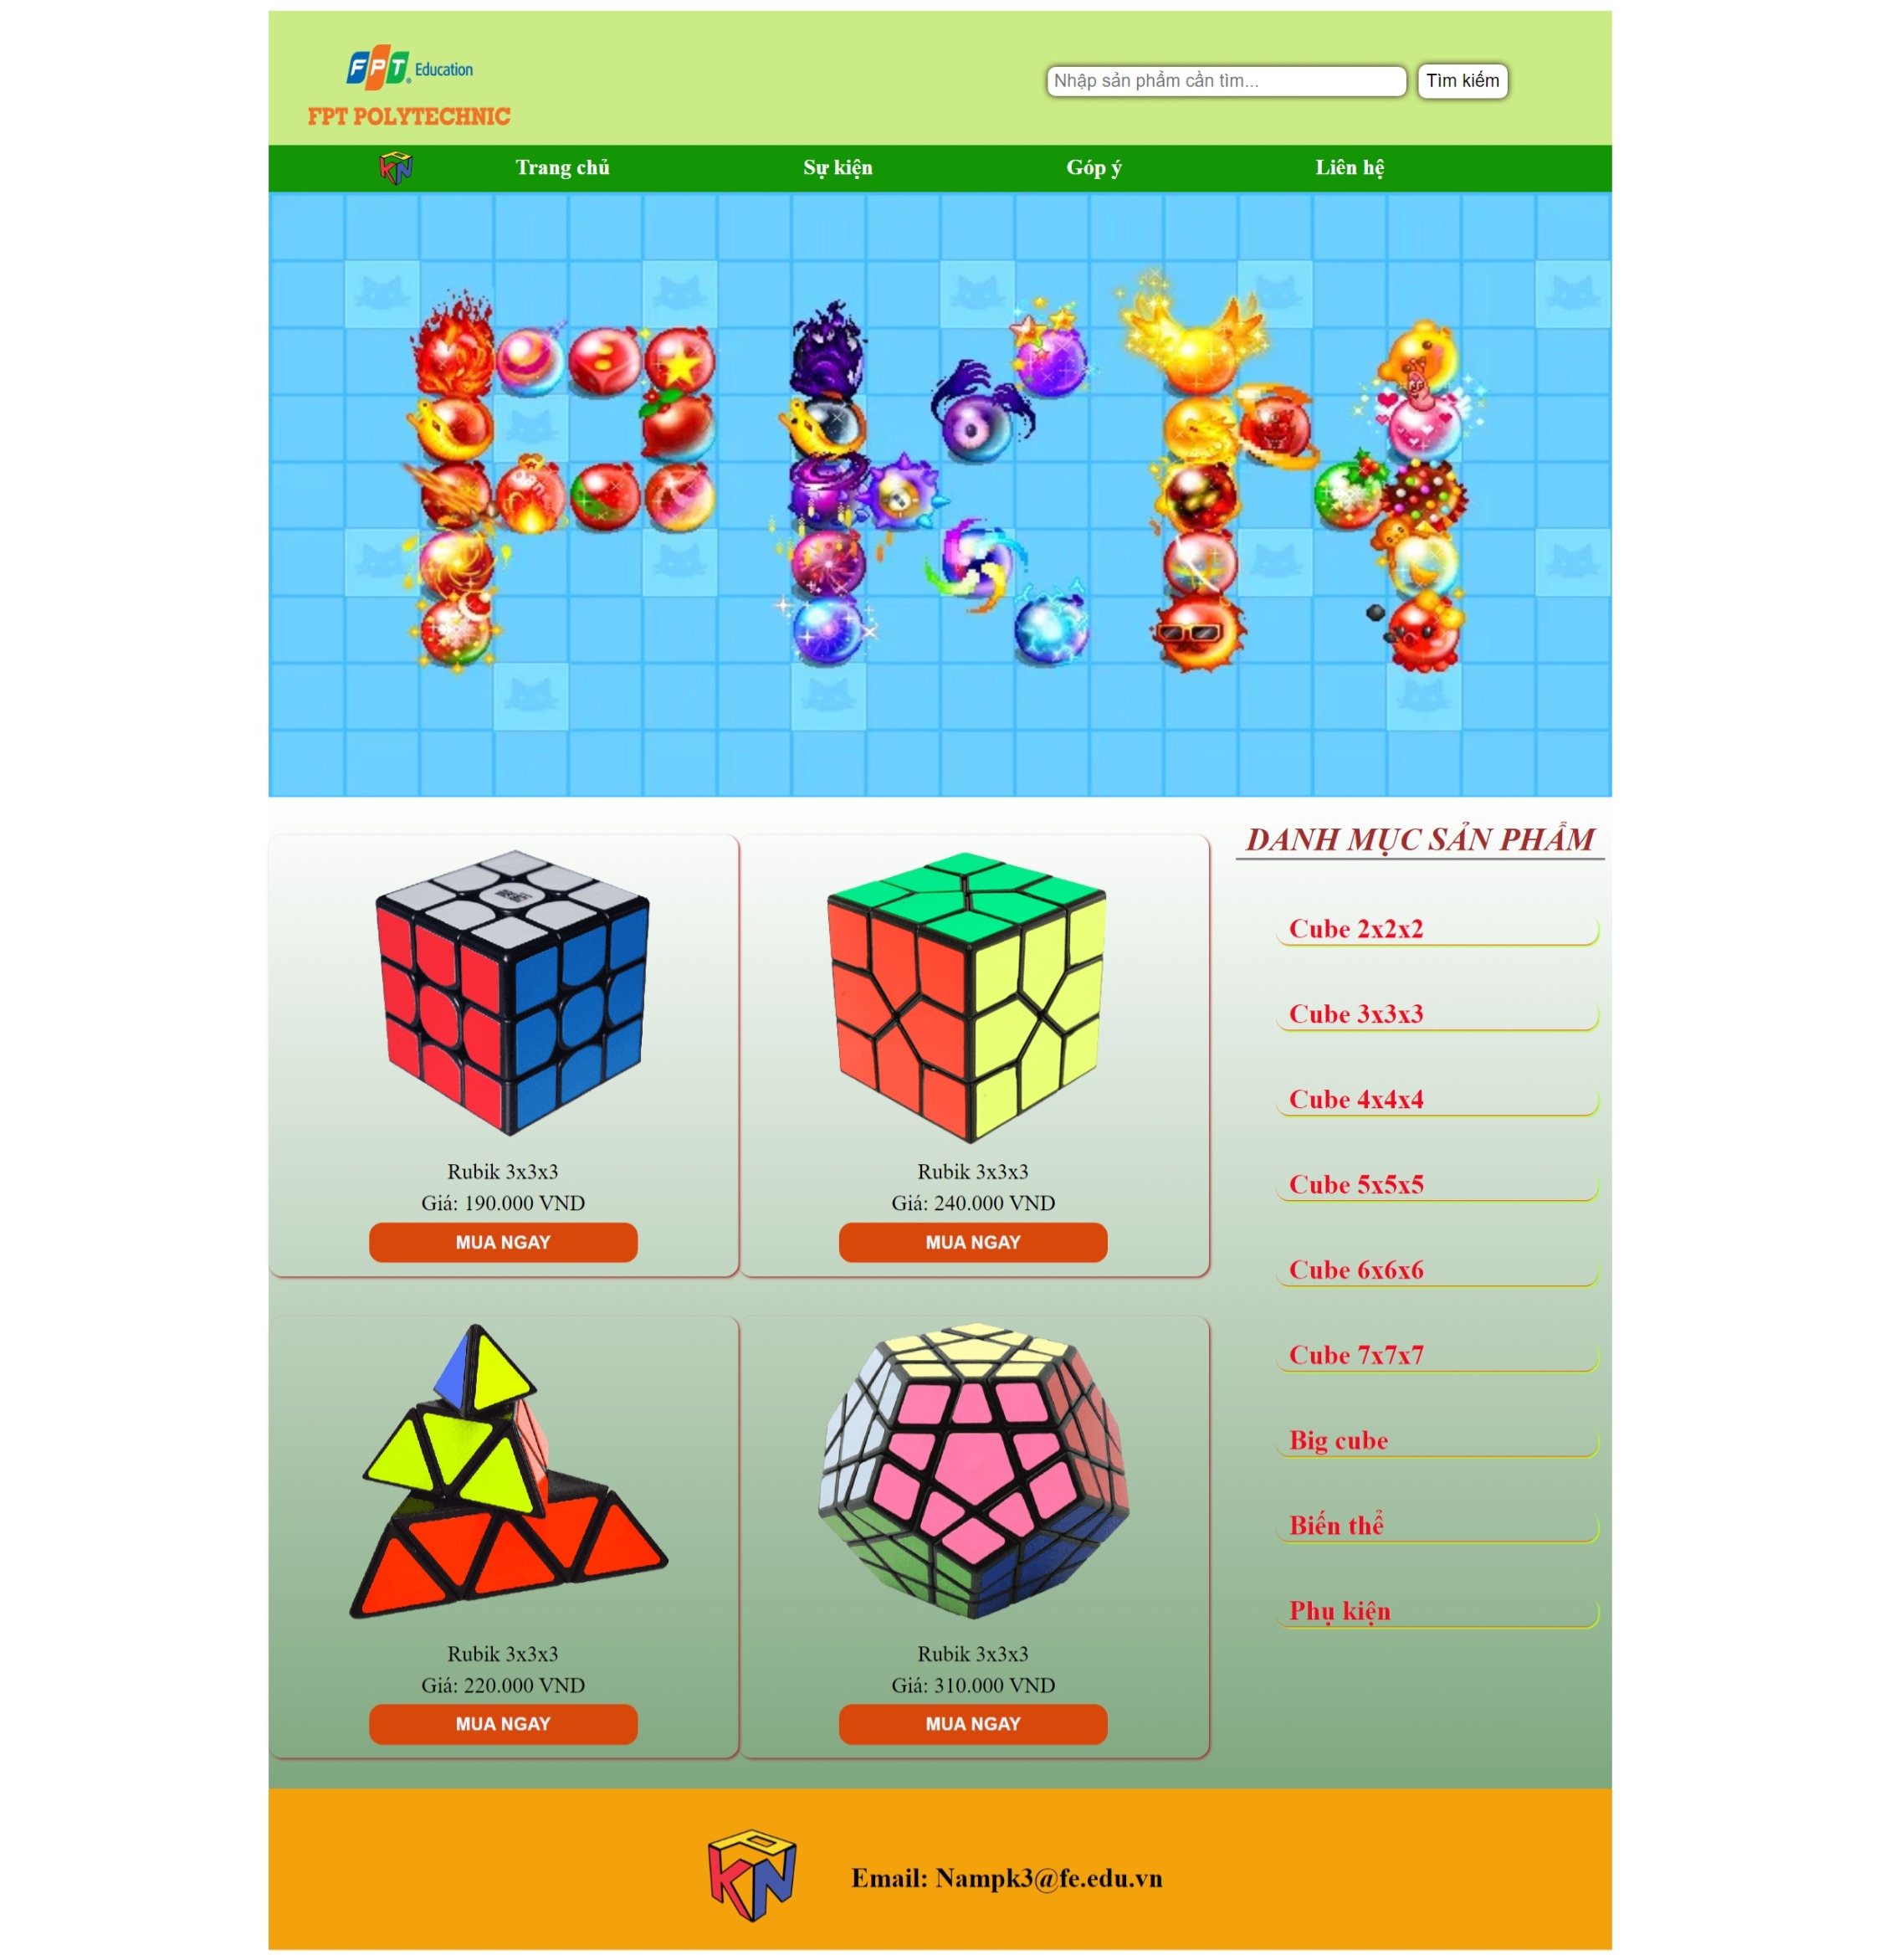 FPT Education
FPT POLYTECHNIC
Nhập sản phẩm cần tìm...
Tìm kiếm
PKN
Trang chủ
Sự kiện
Góp ý
Liên hệ
PKM
DANH MỤC SẢN PHẨM
Cube 2x2x2
Cube 3x3x3
Cube 4x4x4
Cube 5x5x5
Cube 6x6x6
Cube 7x7x7
Big cube
Biến thể
Phụ kiện
Rubik 3x3x3
Giá: 190.000 VND
MUA NGAY
Rubik 3x3x3
Giá: 240.000 VND
MUA NGAY
Rubik 3x3x3
Giá: 220.000 VND
MUA NGAY
Rubik 3x3x3
Giá: 310.000 VND
MUA NGAY
PKN
Email: Nampk3@fe.edu.vn